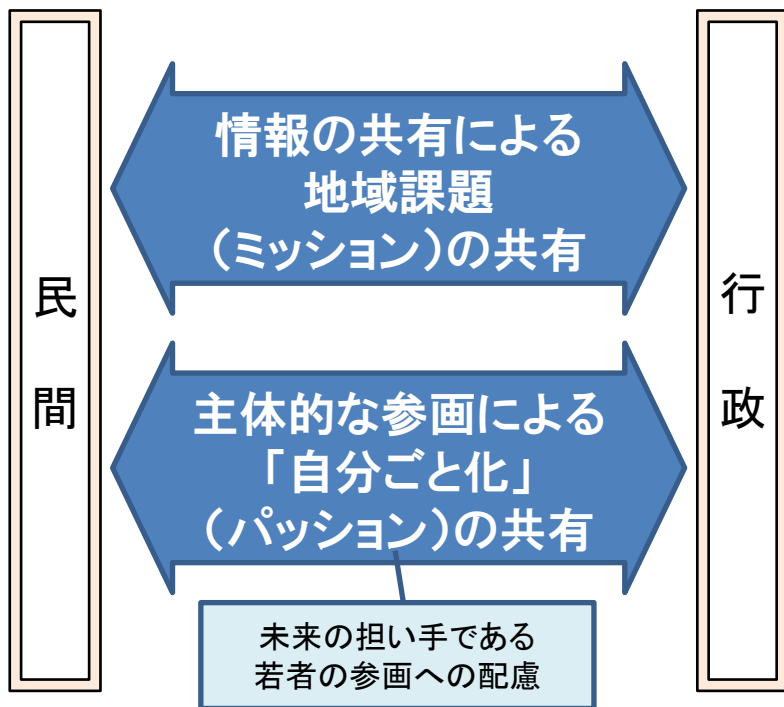 民間
情報の共有による
地域課題
（ミッション）の共有
主体的な参画による
「自分ごと化」
（パッション）の共有
未来の担い手である
若者の参画への配慮
行政